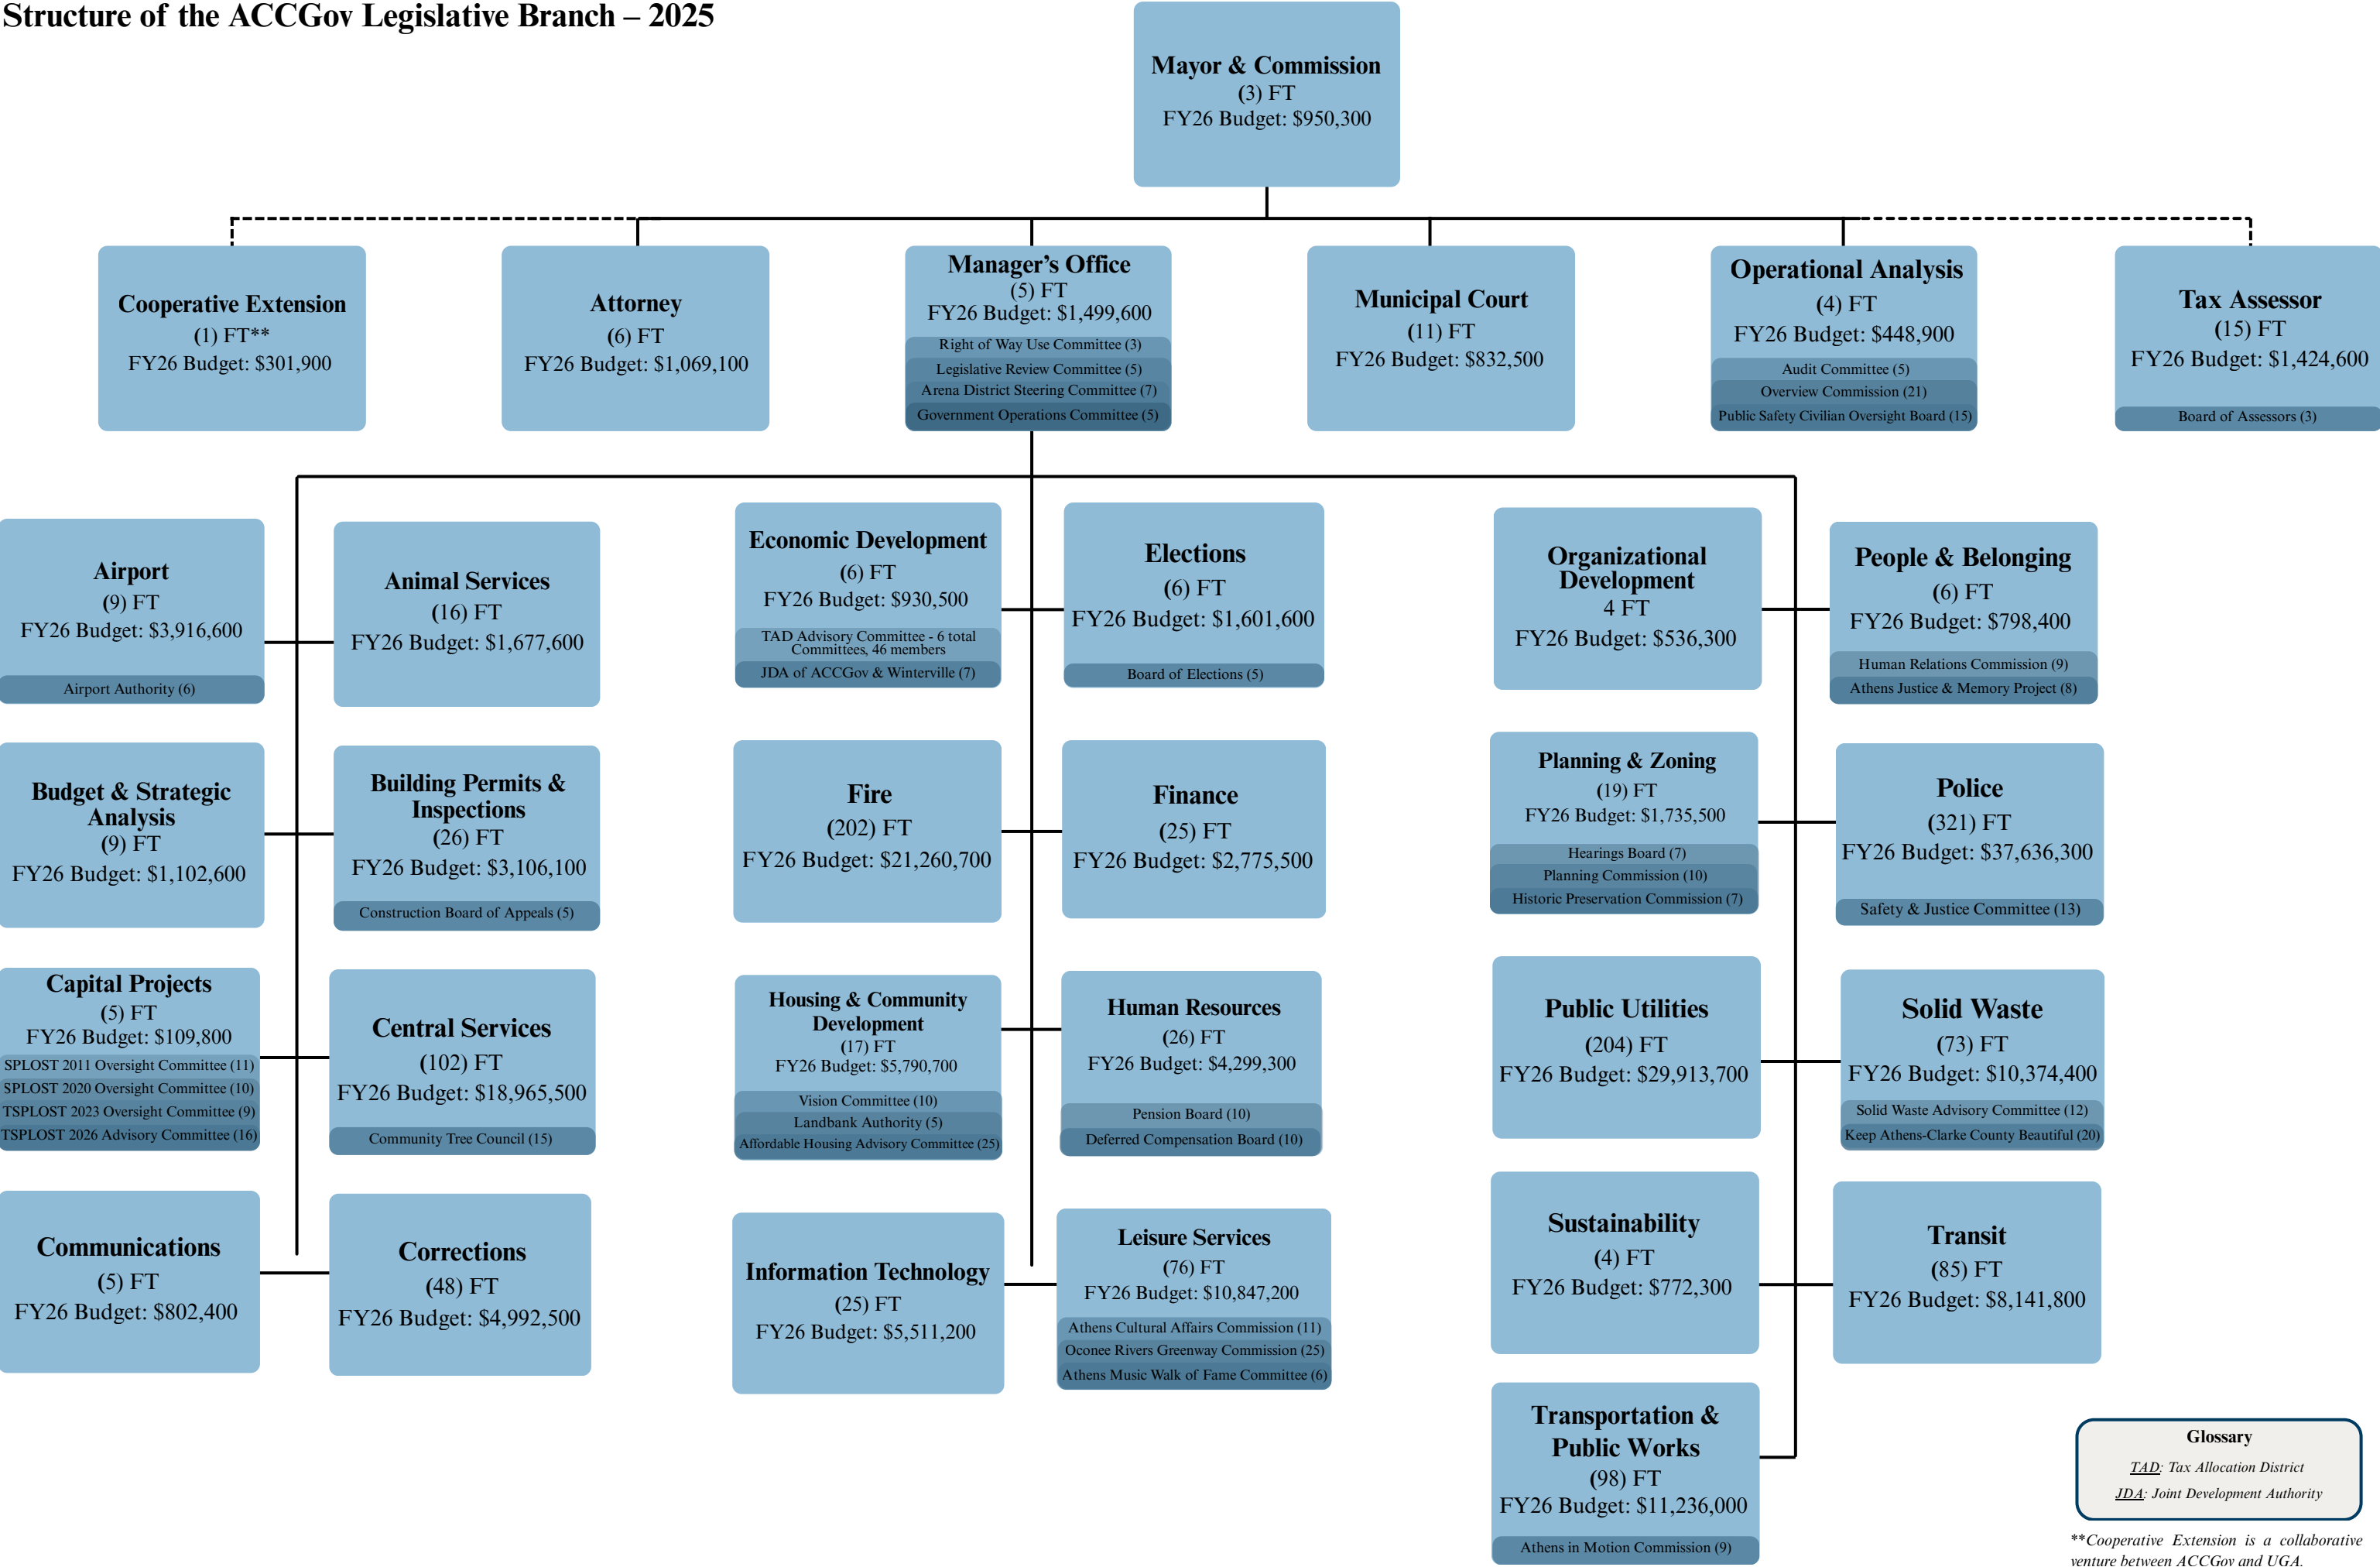 Structure of the ACCGov Legislative Branch – 2025
Mayor & Commission
(3) FT
FY26 Budget: $950,300
Cooperative Extension
(1) FT**
FY26 Budget: $301,900
Attorney
(6) FT
FY26 Budget: $1,069,100
Manager’s Office
(5) FT
FY26 Budget: $1,499,600
Right of Way Use Committee (3)
Legislative Review Committee (5)
Arena District Steering Committee (7)
Government Operations Committee (5)
Municipal Court
(11) FT
FY26 Budget: $832,500
Operational Analysis
(4) FT
FY26 Budget: $448,900
Audit Committee (5)
Overview Commission (21)
Public Safety Civilian Oversight Board (15)
Tax Assessor
(15) FT
FY26 Budget: $1,424,600
Board of Assessors (3)
Airport
(9) FT
FY26 Budget: $3,916,600
Airport Authority (6)
Animal Services
(16) FT
FY26 Budget: $1,677,600
Economic Development
(6) FT
FY26 Budget: $930,500
TAD Advisory Committee - 6 total
Committees, 46 members
JDA of ACCGov & Winterville (7)
Elections
(6) FT
FY26 Budget: $1,601,600
Board of Elections (5)
Organizational
Development
4 FT
FY26 Budget: $536,300
People & Belonging
(6) FT
FY26 Budget: $798,400
Human Relations Commission (9)
Athens Justice & Memory Project (8)
Budget & Strategic
Analysis
(9) FT
FY26 Budget: $1,102,600
Building Permits &
Inspections
(26) FT
FY26 Budget: $3,106,100
Construction Board of Appeals (5)
Fire
(202) FT
FY26 Budget: $21,260,700
Finance
(25) FT
FY26 Budget: $2,775,500
Planning & Zoning
(19) FT
FY26 Budget: $1,735,500
Hearings Board (7)
Planning Commission (10)
Historic Preservation Commission (7)
Police
(321) FT
FY26 Budget: $37,636,300
Safety & Justice Committee (13)
Capital Projects
(5) FT
FY26 Budget: $109,800
SPLOST 2011 Oversight Committee (11)
SPLOST 2020 Oversight Committee (10)
TSPLOST 2023 Oversight Committee (9)
TSPLOST 2026 Advisory Committee (16)
Central Services
(102) FT
FY26 Budget: $18,965,500
Community Tree Council (15)
Housing & Community
Development
(17) FT
FY26 Budget: $5,790,700
Vision Committee (10)
Landbank Authority (5)
Affordable Housing Advisory Committee (25)
Human Resources
(26) FT
FY26 Budget: $4,299,300
Pension Board (10)
Deferred Compensation Board (10)
Public Utilities
(204) FT
FY26 Budget: $29,913,700
Solid Waste
(73) FT
FY26 Budget: $10,374,400
Solid Waste Advisory Committee (12)
Keep Athens-Clarke County Beautiful (20)
Communications
(5) FT
FY26 Budget: $802,400
Corrections
(48) FT
FY26 Budget: $4,992,500
Information Technology
(25) FT
FY26 Budget: $5,511,200
Leisure Services
(76) FT
FY26 Budget: $10,847,200
Athens Cultural Affairs Commission (11)
Oconee Rivers Greenway Commission (25)
Athens Music Walk of Fame Committee (6)
Sustainability
(4) FT
FY26 Budget: $772,300
Transit
(85) FT
FY26 Budget: $8,141,800
Transportation &
Public Works
(98) FT
FY26 Budget: $11,236,000
Athens in Motion Commission (9)
Glossary
TAD: Tax Allocation District
JDA: Joint Development Authority
**Cooperative Extension is a collaborative
venture between ACCGov and UGA.